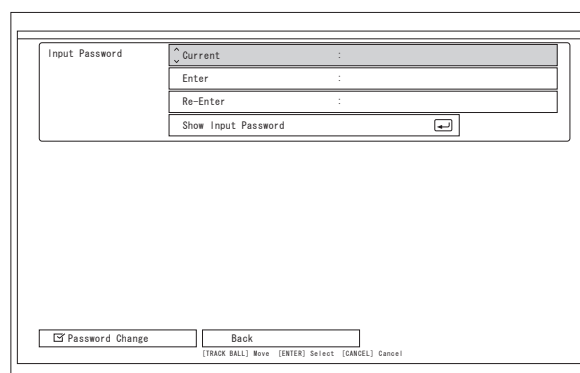 Input Password
Current :
Enter :
Re-Enter :
Show Input Password
Password Change Back
[TRACK BALL] Move [ENTER] Select [CANCEL] Cancel